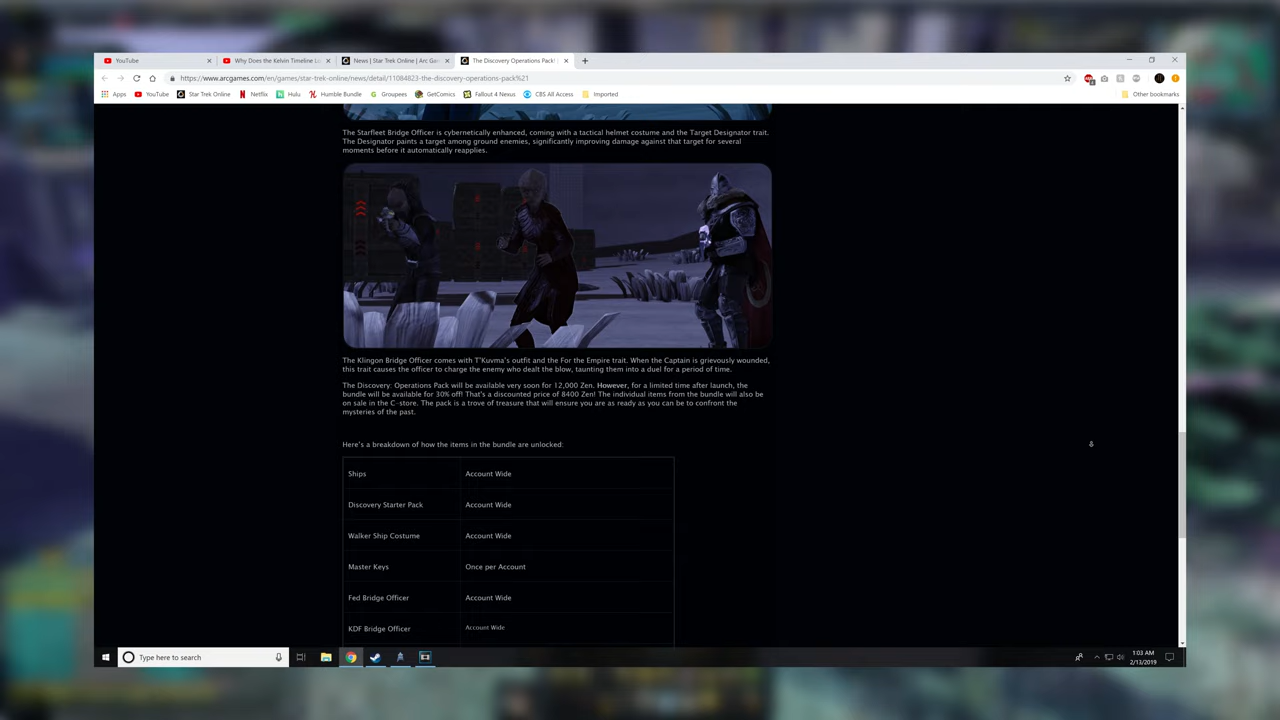 YouTube
Why Does the Kelvin Timeline Lo
News | Star Trek Online | Arc Ga
The Discovery Operations Pack!
https://www.arcgames.com/en/games/star-trek-online/news/detail/11084823-the-discovery-operations-pack%21
Apps YouTube Star Trek Online Netflix Hulu Humble Bundle Groupees GetComics Fallout 4 Nexus CBS All Access Imported Other bookmarks
The Starfleet Bridge Officer is cybernetically enhanced, coming with a tactical helmet costume and the Target Designator trait.
The Designator paints a target among ground enemies, significantly improving damage against that target for several
moments before it automatically reapplies.
The Klingon Bridge Officer comes with T'Kuvma's outfit and the For the Empire trait. When the Captain is grievously wounded,
this trait causes the officer to charge the enemy who dealt the blow, taunting them into a duel for a period of time.
The Discovery: Operations Pack will be available very soon for 12,000 Zen. However, for a limited time after launch, the
bundle will be available for 30% off! That's a discounted price of 8400 Zen! The individual items from the bundle will also be
on sale in the C-store. The pack is a trove of treasure that will ensure you are as ready as you can be to confront the
mysteries of the past.
Here's a breakdown of how the items in the bundle are unlocked:
Ships Account Wide
Discovery Starter Pack Account Wide
Walker Ship Costume Account Wide
Master Keys Once per Account
Fed Bridge Officer Account Wide
KDF Bridge Officer Account Wide
Type here to search
1:03 AM
2/13/2019